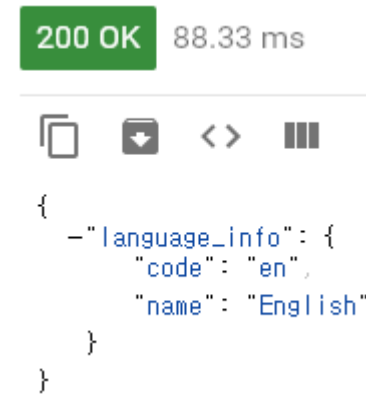 200 OK 88.33 ms
{
-"language_info": {
"code": "en",
"name": "English"
}
}